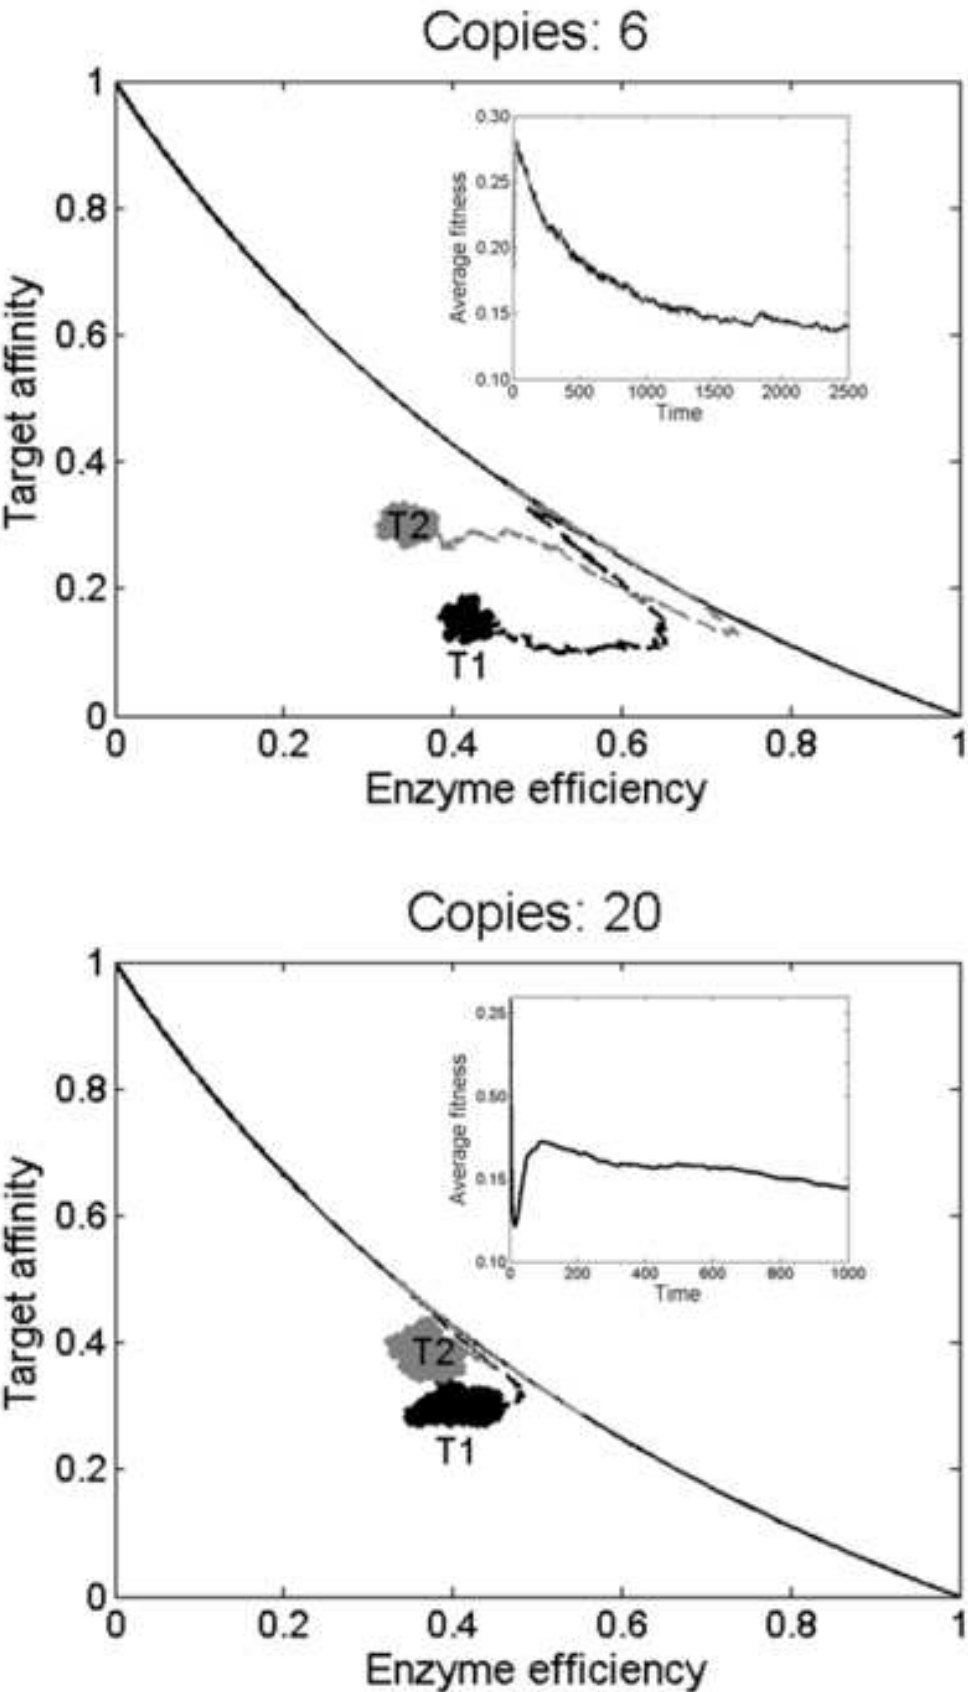 Copies: 6
1
0.8
0.6
0.4
0.2
0
Target affinity
0.30
0.25
0.20
0.15
0.10
Average fitness
0 500 1000 1500 2000 2500
Time
T2
T1
0 0.2 0.4 0.6 0.8 1
Enzyme efficiency
Copies: 20
1
0.8
0.6
0.4
0.2
0
Target affinity
0.25
0.50
0.15
0.10
Average fitness
0 200 400 600 800 1000
Time
T2
T1
0 0.2 0.4 0.6 0.8 1
Enzyme efficiency